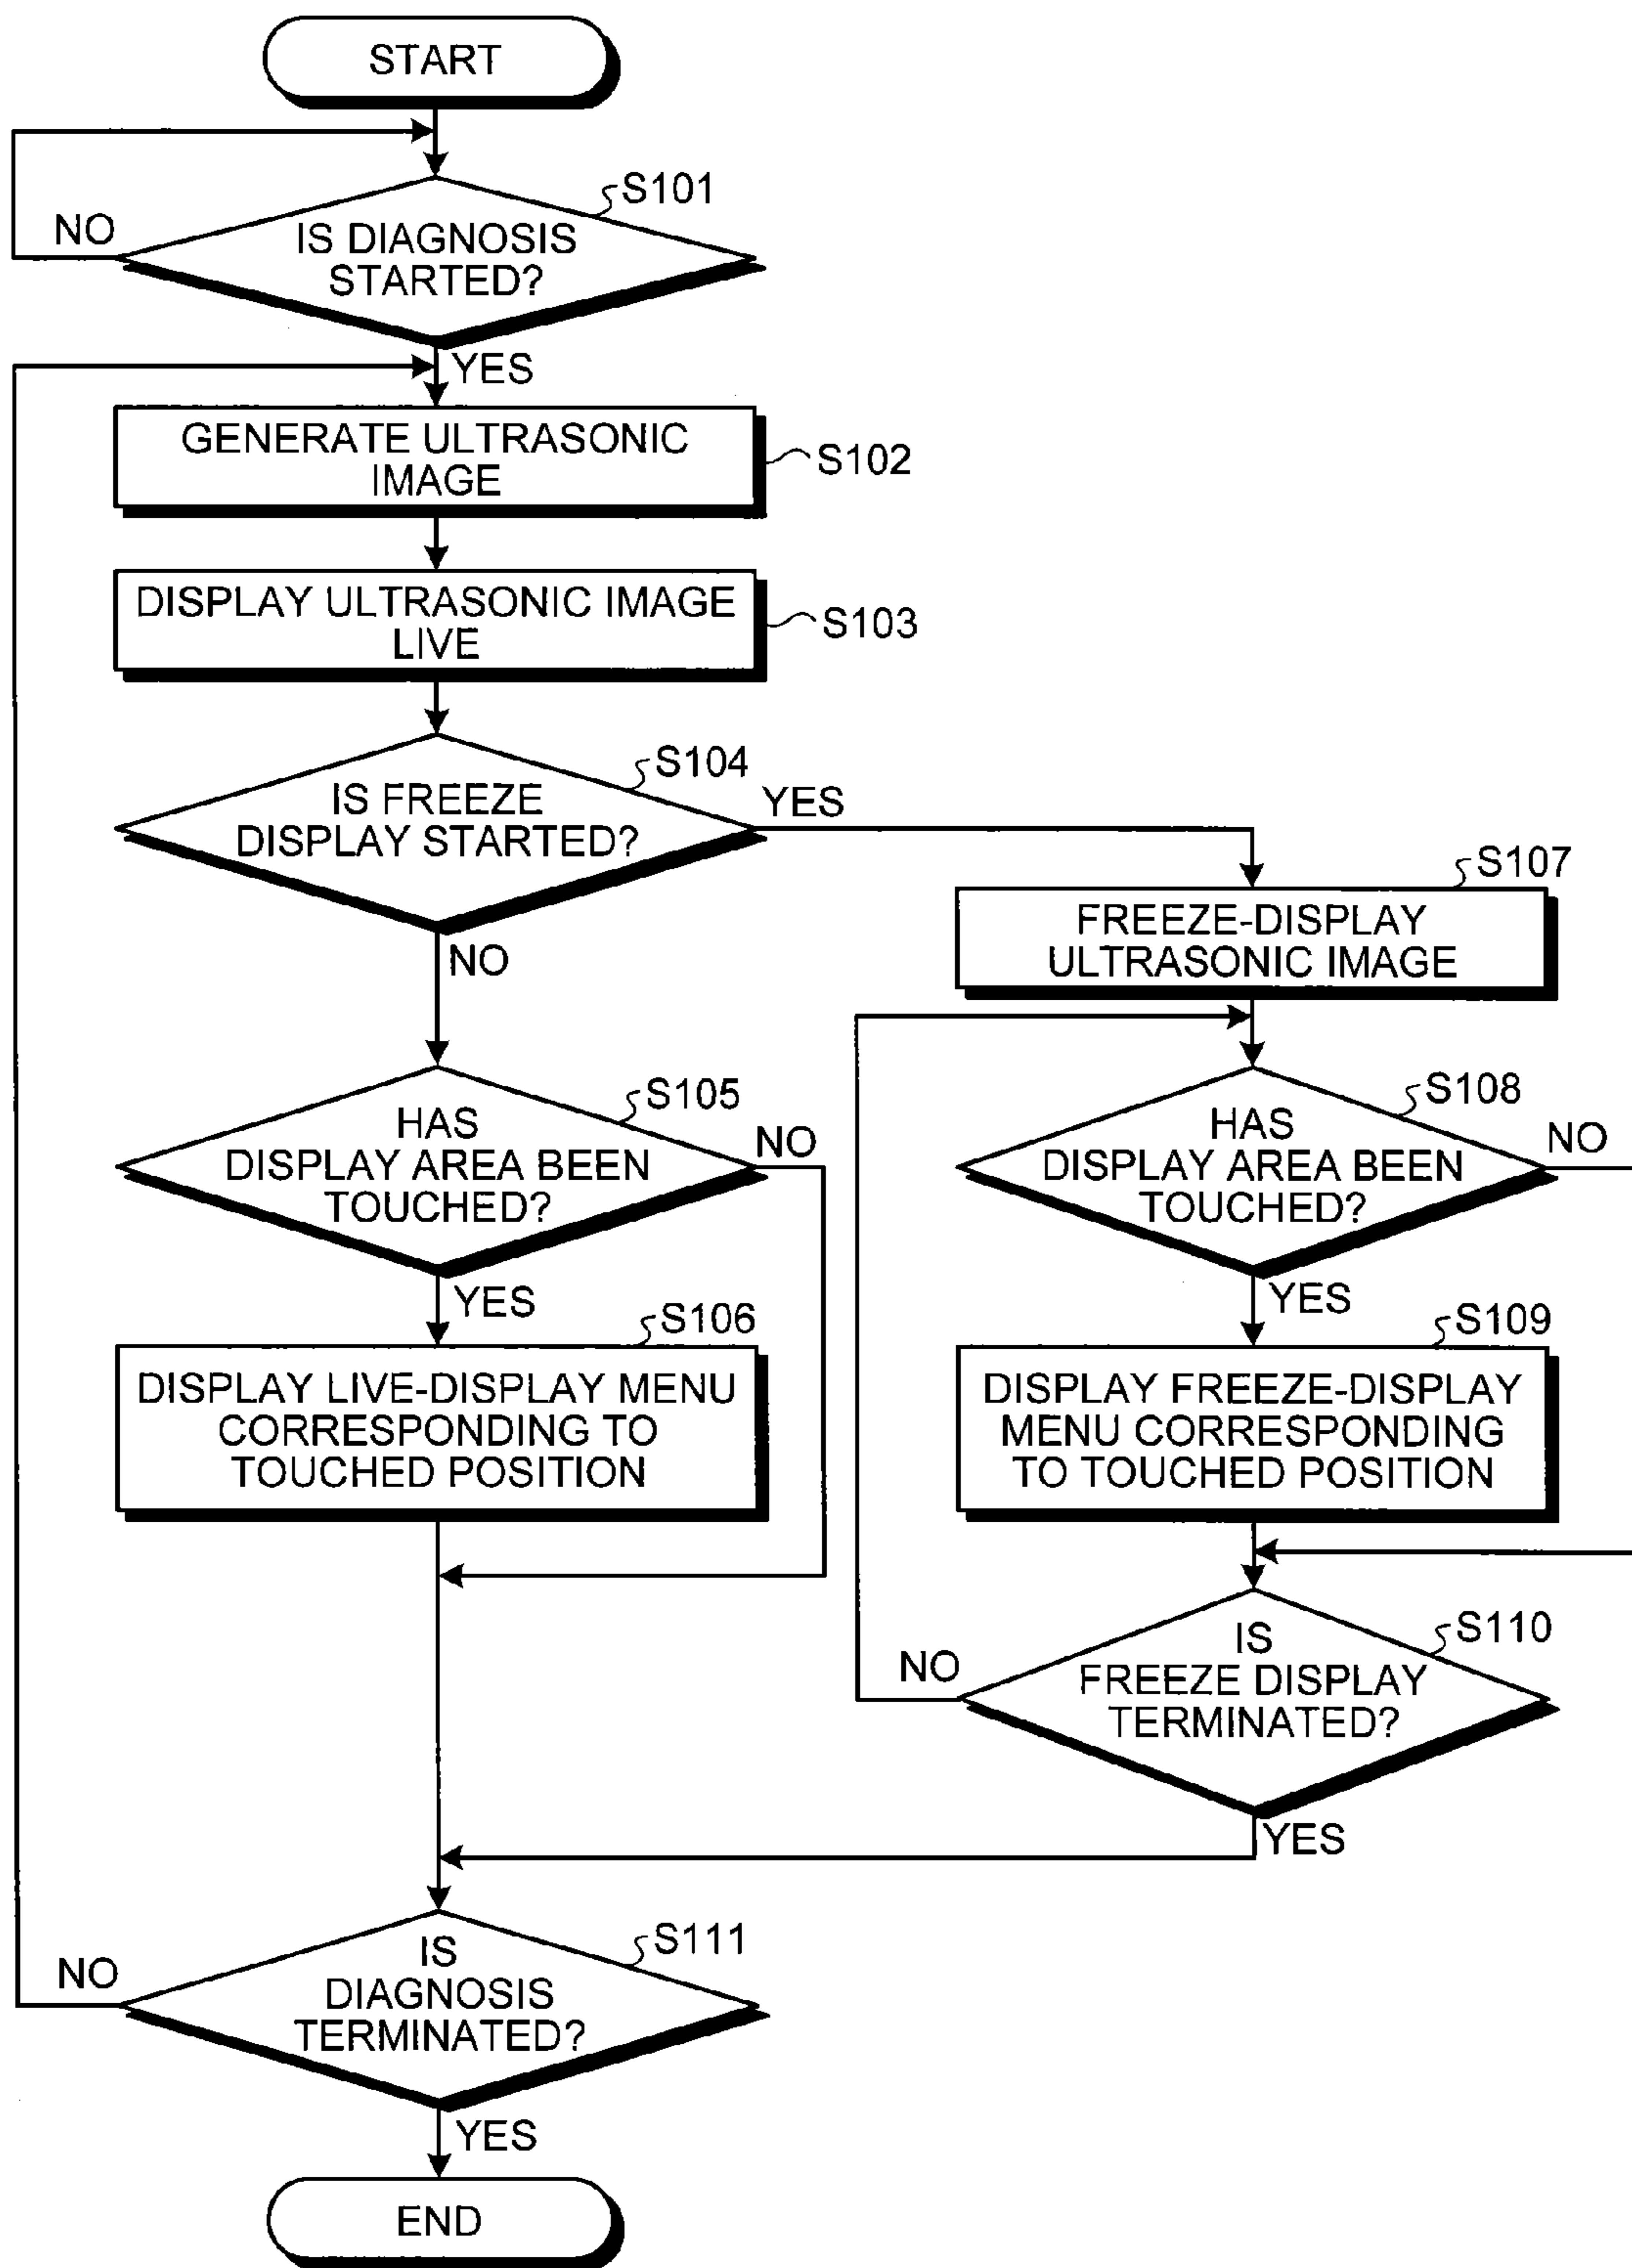 START
S101
NO
IS DIAGNOSIS
STARTED?
YES
GENERATE ULTRASONIC
IMAGE
S102
DISPLAY ULTRASONIC IMAGE
LIVE
S103
S104
IS FREEZE
DISPLAY STARTED?
YES
NO
S107
FREEZE-DISPLAY
ULTRASONIC IMAGE
S105
HAS
DISPLAY AREA BEEN
TOUCHED?
NO
YES
S108
HAS
DISPLAY AREA BEEN
TOUCHED?
NO
YES
S106
DISPLAY LIVE-DISPLAY MENU
CORRESPONDING TO
TOUCHED POSITION
S109
DISPLAY FREEZE-DISPLAY
MENU CORRESPONDING
TO TOUCHED POSITION
S110
IS
FREEZE DISPLAY
TERMINATED?
NO
YES
S111
IS
DIAGNOSIS
TERMINATED?
NO
YES
END